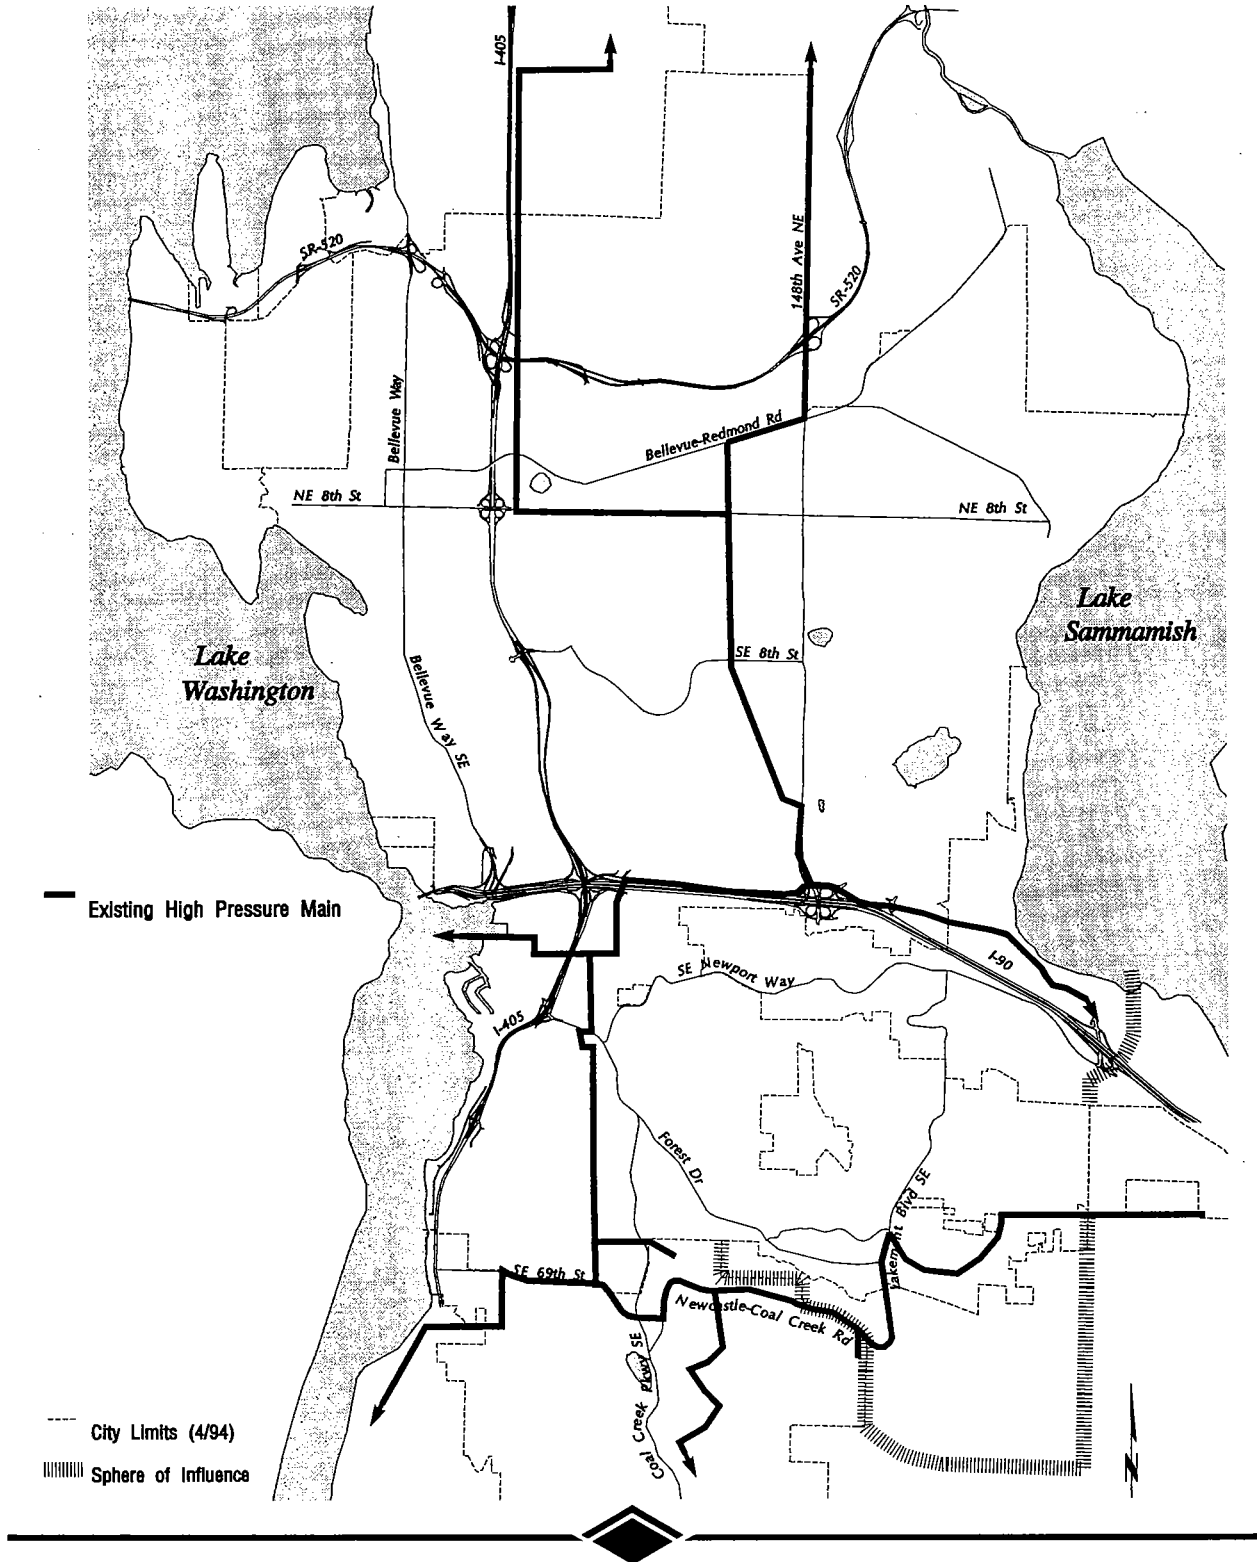 I-405
SR-520
148th Ave NE
SR-520
Bellevue Way
Bellevue-Redmond Rd
NE 8th St
NE 8th St
Lake
Sammamish
Lake
Washington
SE 8th St
Bellevue Way SE
Existing High Pressure Main
I-90
SE Newport Way
I-405
Forest Dr
Lakemont Blvd SE
SE 69th St
Newcastle-Coal Creek Rd
Coal Creek Pkwy SE
City Limits (4/94)
Sphere of Influence
N